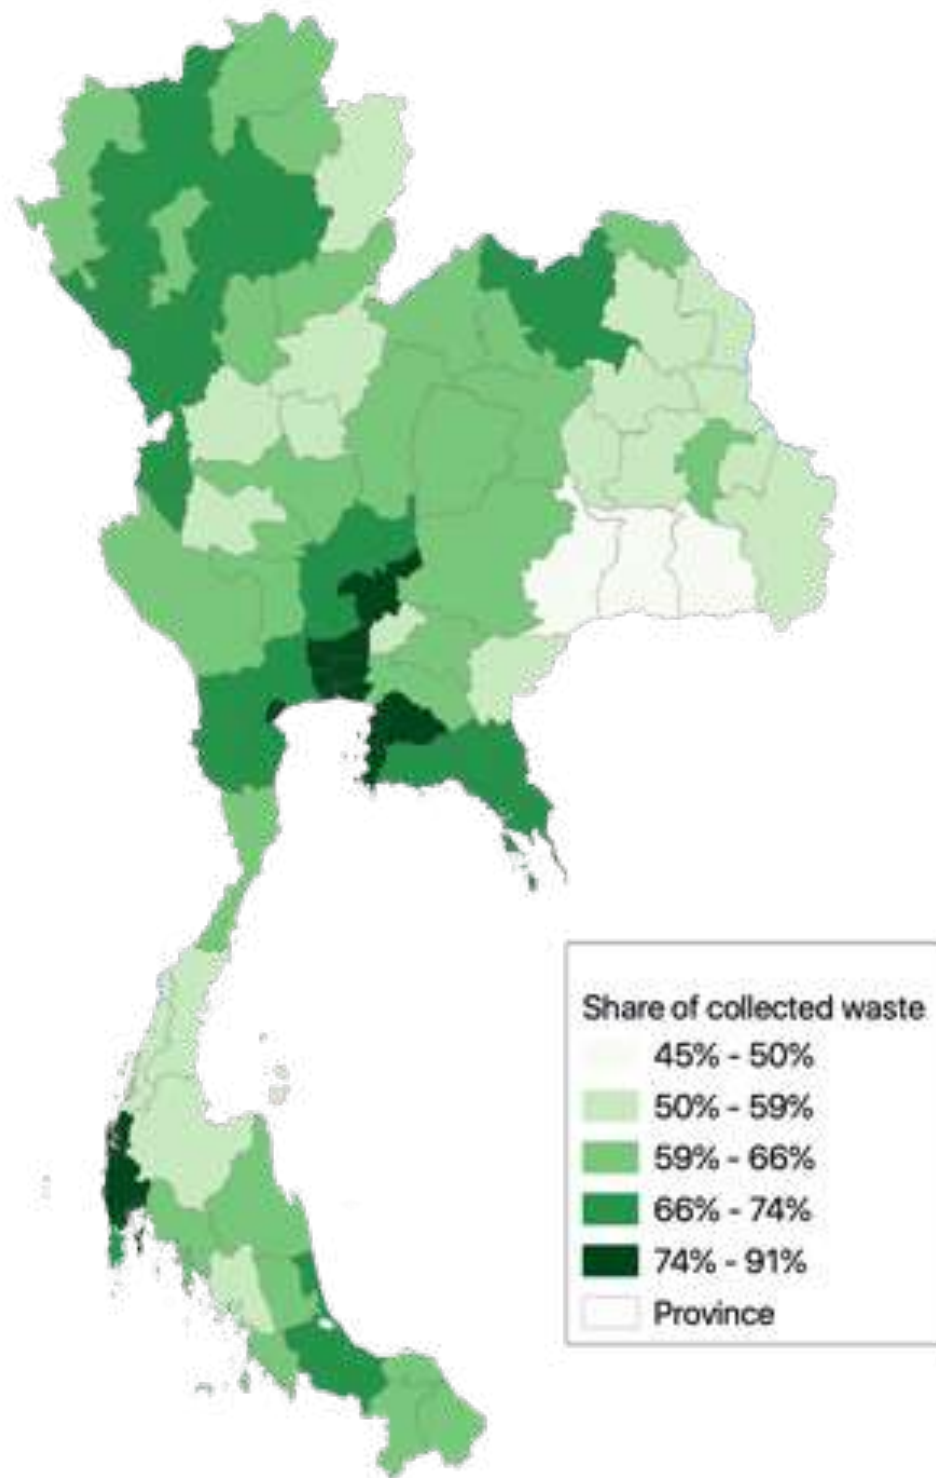 Share of collected waste
45% - 50%
50% - 59%
59% - 66%
66% - 74%
74% - 91%
Province